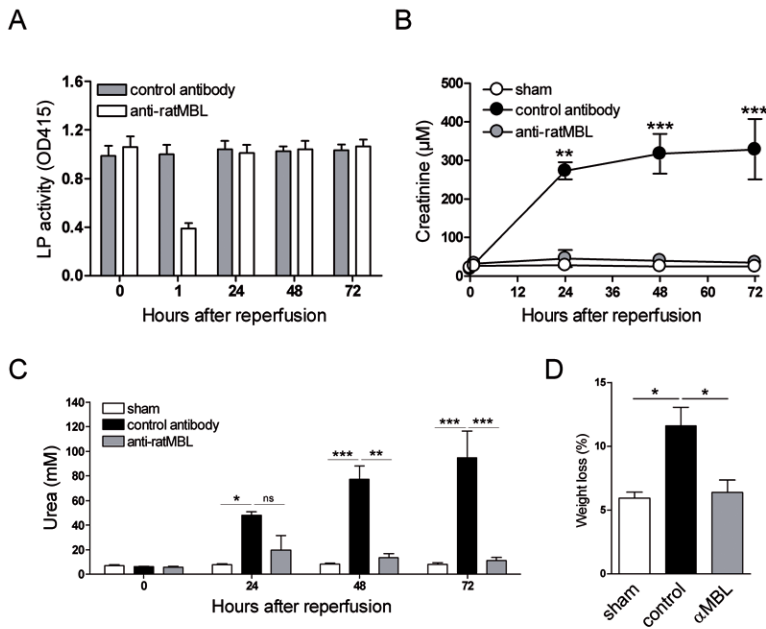 A
control antibody
anti-ratMBL
LP activity (OD415)
1.6
1.2
0.8
0.4
0.0
0 1 24 48 72
Hours after reperfusion
B
sham
control antibody
anti-ratMBL
Creatinine (µM)
500
400
300
200
100
0
** *** ***
0 12 24 36 48 60 72
Hours after reperfusion
C
sham
control antibody
anti-ratMBL
Urea (mM)
140
120
100
80
60
40
20
0
* ns *** ** *** ***
0 24 48 72
Hours after reperfusion
D
Weight loss (%)
15
10
5
0
* *
sham control αMBL